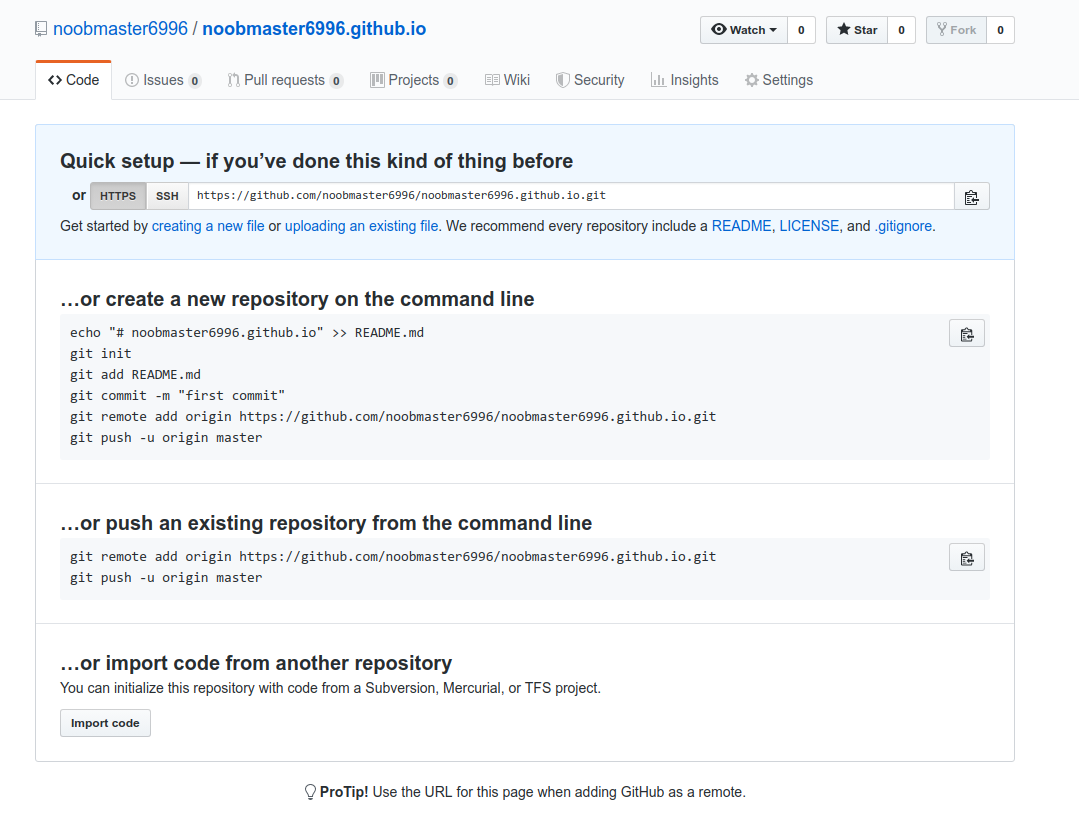 noobmaster6996 / noobmaster6996.github.io
Watch 0 Star 0 Fork 0
Code Issues 0 Pull requests 0 Projects 0 Wiki Security Insights Settings
Quick setup — if you’ve done this kind of thing before
or HTTPS SSH https://github.com/noobmaster6996/noobmaster6996.github.io.git
Get started by creating a new file or uploading an existing file. We recommend every repository include a README, LICENSE, and .gitignore.
…or create a new repository on the command line
echo "# noobmaster6996.github.io" >> README.md
git init
git add README.md
git commit -m "first commit"
git remote add origin https://github.com/noobmaster6996/noobmaster6996.github.io.git
git push -u origin master
…or push an existing repository from the command line
git remote add origin https://github.com/noobmaster6996/noobmaster6996.github.io.git
git push -u origin master
…or import code from another repository
You can initialize this repository with code from a Subversion, Mercurial, or TFS project.
Import code
ProTip! Use the URL for this page when adding GitHub as a remote.